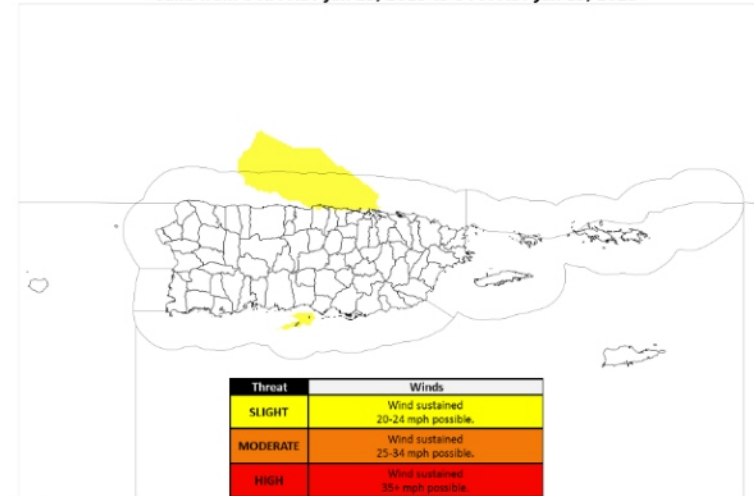 Threat Winds
SLIGHT Wind sustained
20-24 mph possible.
MODERATE Wind sustained
25-34 mph possible.
HIGH Wind sustained
35+ mph possible.